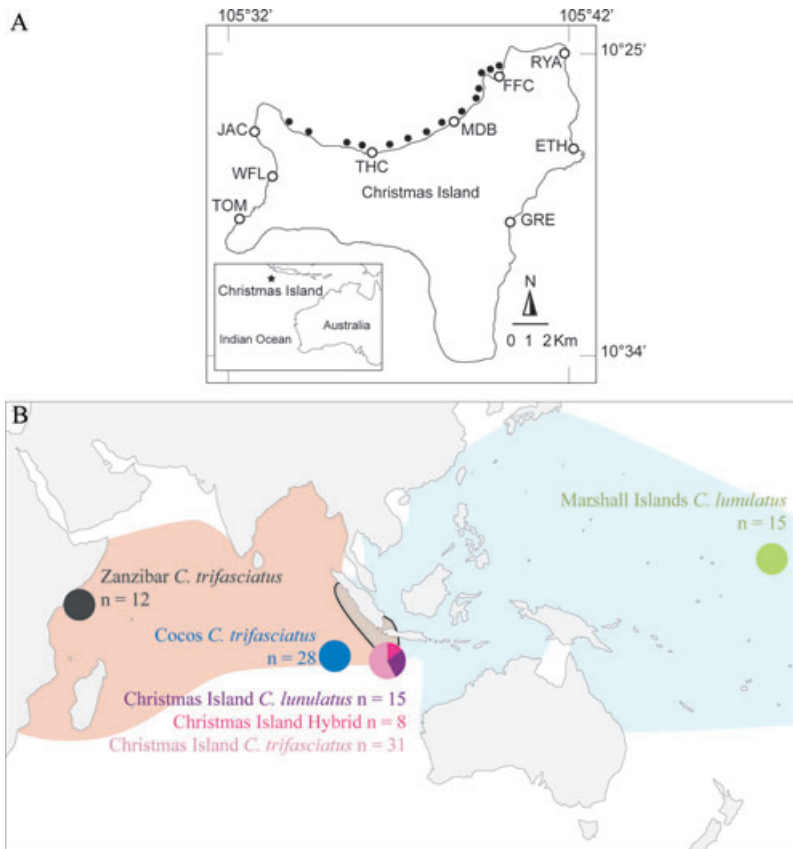 A
105°32’ 105°42’
10°25’
RYA
FFC
JAC
MDB
ETH
THC
WFL
Christmas Island
TOM
GRE
N
Christmas Island
Australia
Indian Ocean
0 1 2Km
10°34’
B
Marshall Islands C. lunulatus
n = 15
Zanzibar C. trifasciatus
n = 12
Cocos C. trifasciatus
n = 28
Christmas Island C. lunulatus n = 15
Christmas Island Hybrid n = 8
Christmas Island C. trifasciatus n = 31